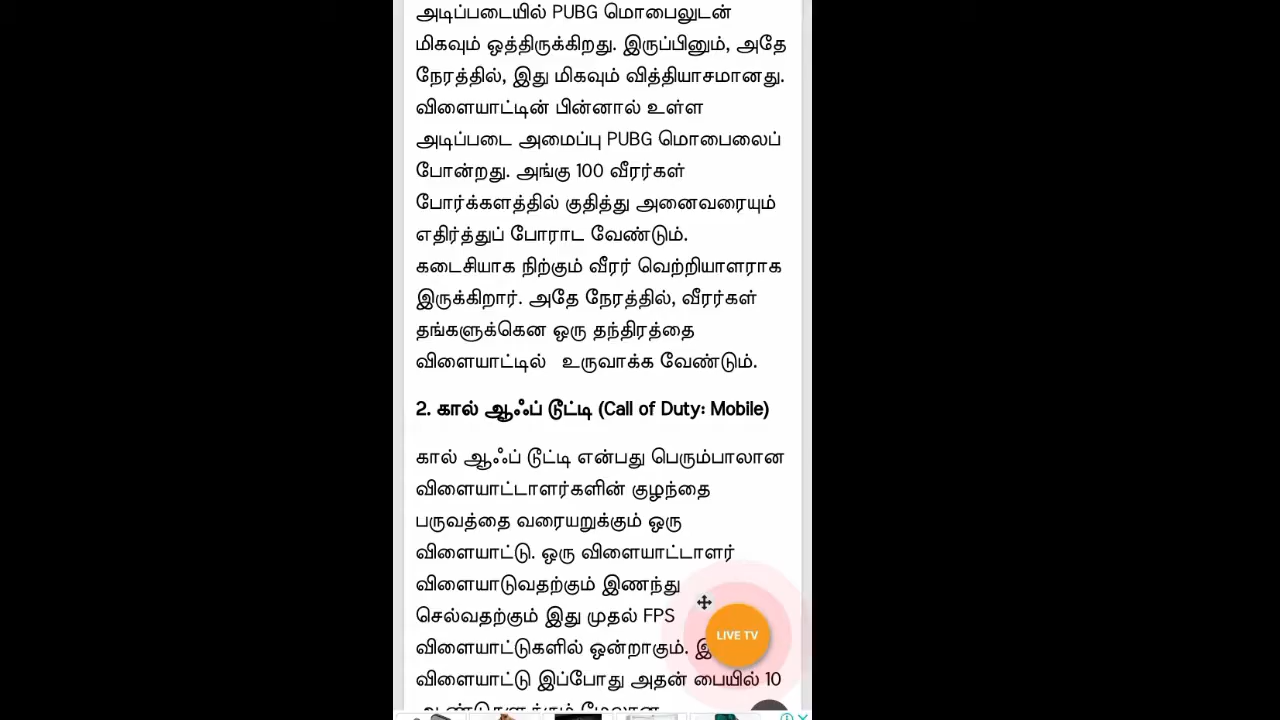 அடிப்படையில் PUBG மொபைலுடன்
மிகவும் ஒத்திருக்கிறது. இருப்பினும், அதே
நேரத்தில், இது மிகவும் வித்தியாசமானது.
விளையாட்டின் பின்னால் உள்ள
அடிப்படை அமைப்பு PUBG மொபைலைப்
போன்றது. அங்கு 100 வீரர்கள்
போர்க்களத்தில் குதித்து அனைவரையும்
எதிர்த்துப் போராட வேண்டும்.
கடைசியாக நிற்கும் வீரர் வெற்றியாளராக
இருக்கிறார். அதே நேரத்தில், வீரர்கள்
தங்களுக்கென ஒரு தந்திரத்தை
விளையாட்டில் உருவாக்க வேண்டும்.
2. கால் ஆஃப் டூட்டி (Call of Duty: Mobile)
கால் ஆஃப் டூட்டி என்பது பெரும்பாலான
விளையாட்டாளர்களின் குழந்தை
பருவத்தை வரையறுக்கும் ஒரு
விளையாட்டு. ஒரு விளையாட்டாளர்
விளையாடுவதற்கும் இணந்து
செல்வதற்கும் இது முதல் FPS
விளையாட்டுகளில் ஒன்றாகும்.
LIVE TV
விளையாட்டு இப்போது அதன் பையில் 10